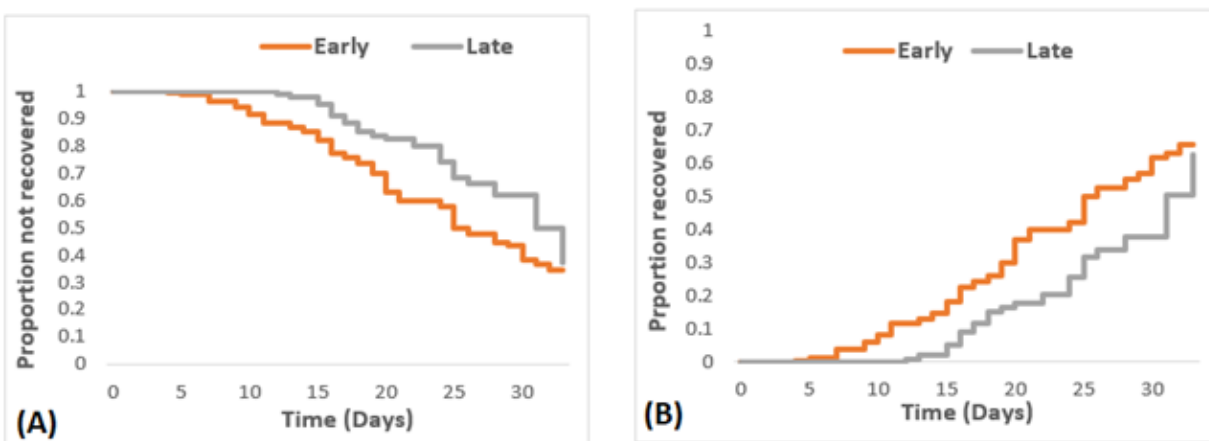 Early Late
Proportion not recovered
1
0.9
0.8
0.7
0.6
0.5
0.4
0.3
0.2
0.1
0
0 5 10 15 20 25 30
Time (Days)
(A)
Early Late
Prportion recovered
1
0.9
0.8
0.7
0.6
0.5
0.4
0.3
0.2
0.1
0
0 5 10 15 20 25 30
Time (Days)
(B)